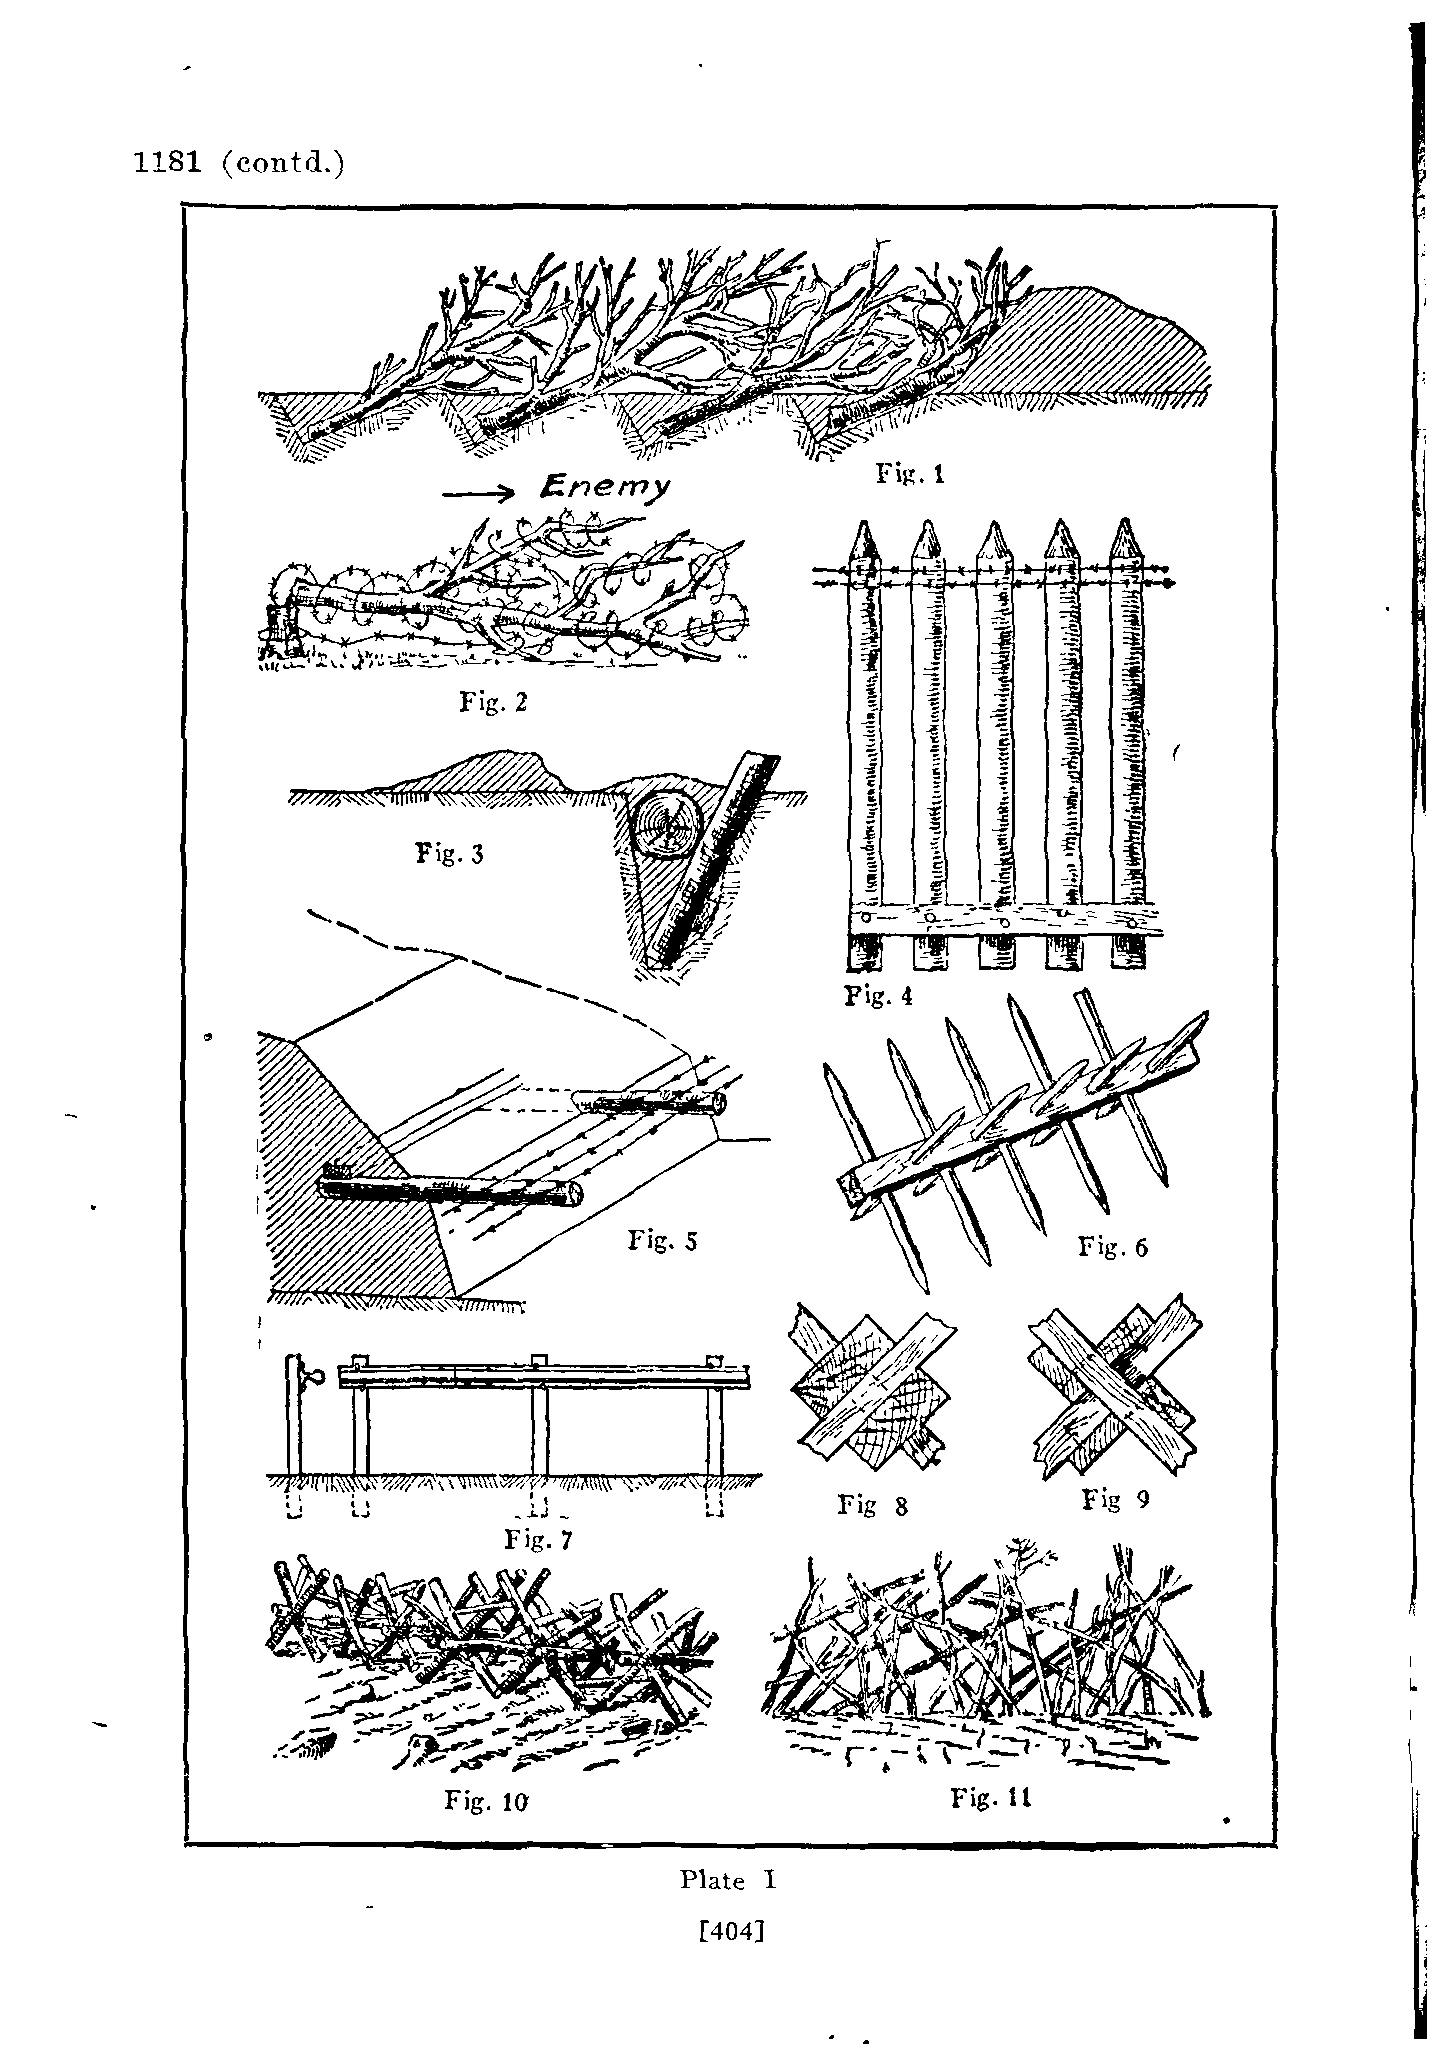 1181 (contd.)
Fig. 1
→ Enemy
Fig. 2
Fig. 3
Fig. 4
Fig. 5
Fig. 6
Fig. 7
Fig 8
Fig 9
Fig. 10
Fig. 11
Plate I
[404]